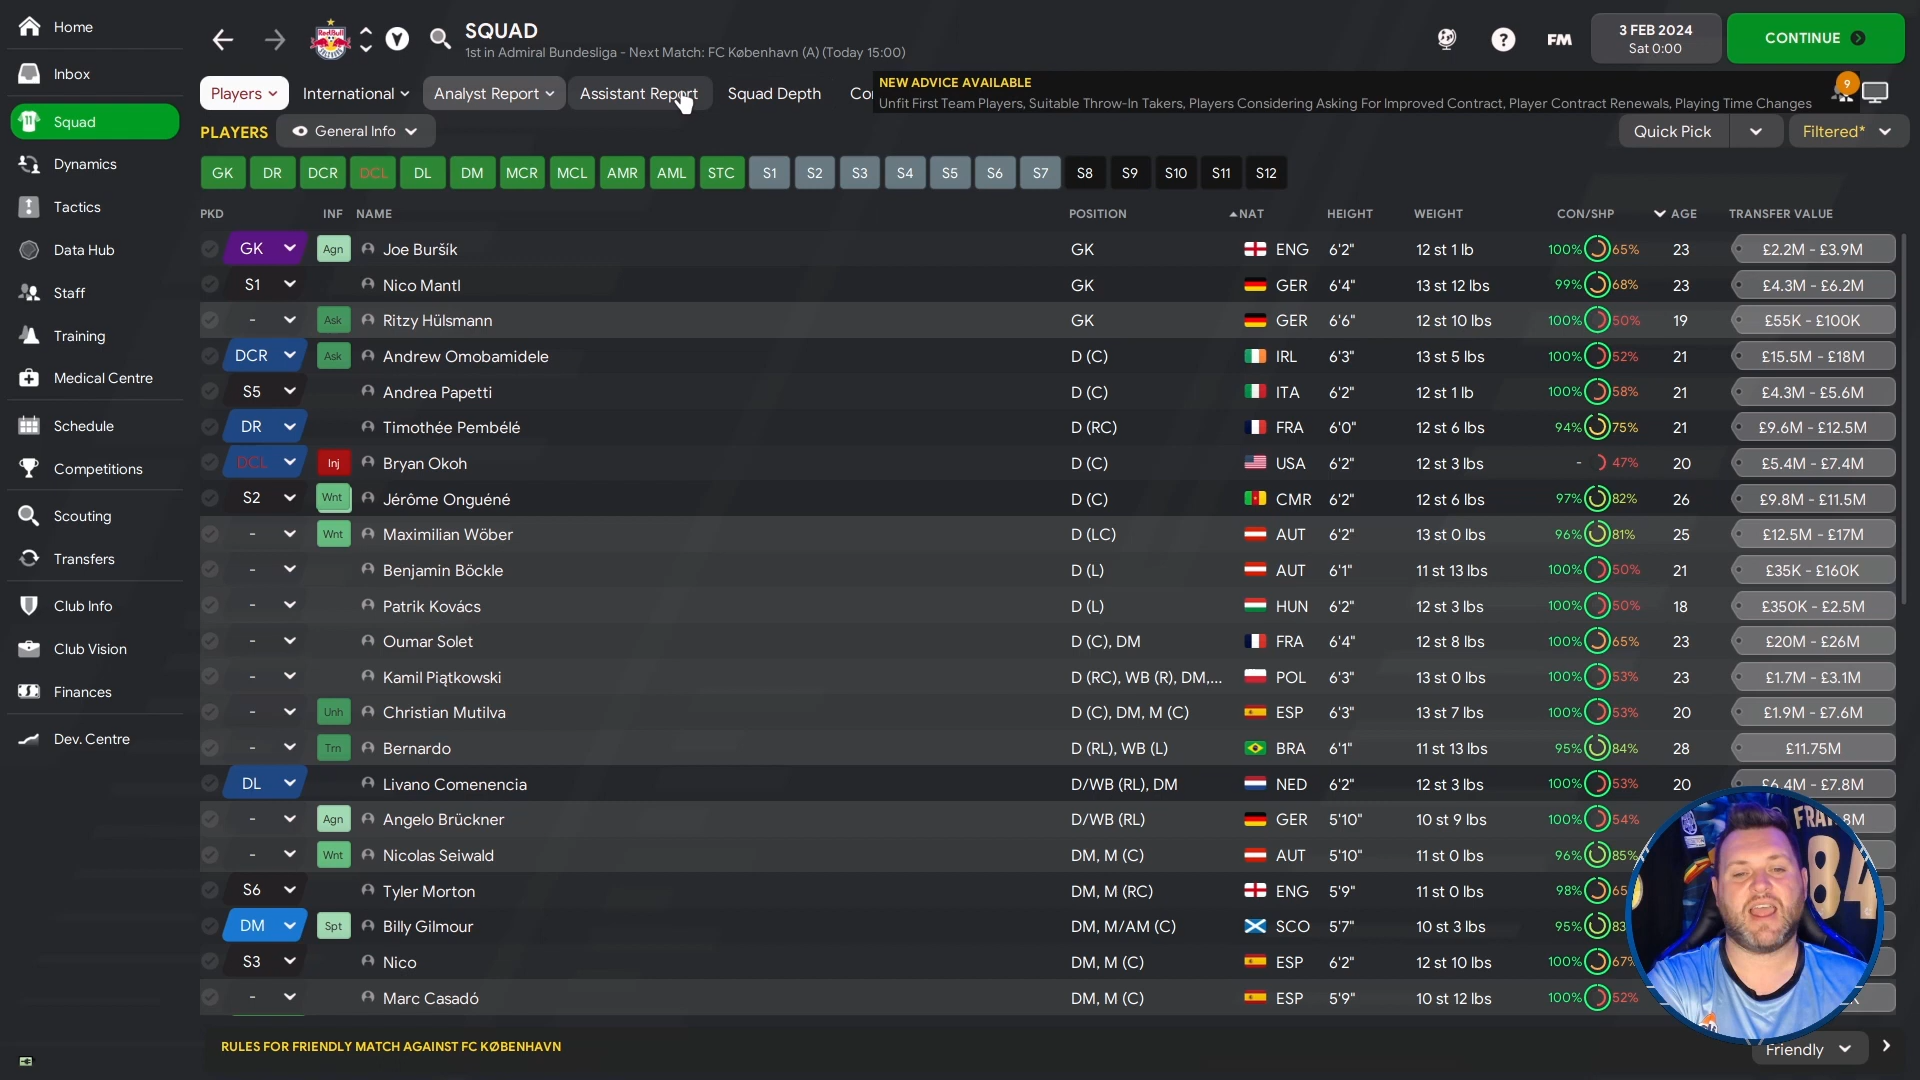 Home
Inbox
Squad
Dynamics
Tactics
Data Hub
Staff
Training
Medical Centre
Schedule
Competitions
Scouting
Transfers
Club Info
Club Vision
Finances
Dev. Centre
SQUAD
1st in Admiral Bundesliga - Next Match: FC København (A) (Today 15:00)
FM
3 FEB 2024
Sat 0:00
CONTINUE
Players International Analyst Report Assistant Report Squad Depth
NEW ADVICE AVAILABLE
Unfit First Team Players, Suitable Throw-In Takers, Players Considering Asking For Improved Contract, Player Contract Renewals, Playing Time Changes
9
PLAYERS General Info Quick Pick Filtered*
GK DR DCR DCL DL DM MCR MCL AMR AML STC S1 S2 S3 S4 S5 S6 S7 S8 S9 S10 S11 S12
PKD INF NAME POSITION NAT HEIGHT WEIGHT CON/SHP AGE TRANSFER VALUE
GK Agn Joe Buršík GK ENG 6'2" 12 st 1 lb 100% 65% 23 £2.2M - £3.9M
S1 Nico Mantl GK GER 6'4" 13 st 12 lbs 99% 68% 23 £4.3M - £6.2M
- Ask Ritzy Hülsmann GK GER 6'6" 12 st 10 lbs 100% 50% 19 £55K - £100K
DCR Ask Andrew Omobamidele D (C) IRL 6'3" 13 st 5 lbs 100% 52% 21 £15.5M - £18M
S5 Andrea Papetti D (C) ITA 6'2" 12 st 1 lb 100% 58% 21 £4.3M - £5.6M
DR Timothée Pembélé D (RC) FRA 6'0" 12 st 6 lbs 94% 75% 21 £9.6M - £12.5M
DCL Inj Bryan Okoh D (C) USA 6'2" 12 st 3 lbs - 47% 20 £5.4M - £7.4M
S2 Wnt Jérôme Onguéné D (C) CMR 6'2" 12 st 6 lbs 97% 82% 26 £9.8M - £11.5M
- Wnt Maximilian Wöber D (LC) AUT 6'2" 13 st 0 lbs 96% 81% 25 £12.5M - £17M
- Benjamin Böckle D (L) AUT 6'1" 11 st 13 lbs 100% 50% 21 £35K - £160K
- Patrik Kovács D (L) HUN 6'2" 12 st 3 lbs 100% 50% 18 £350K - £2.5M
- Oumar Solet D (C), DM FRA 6'4" 12 st 8 lbs 100% 65% 23 £20M - £26M
- Kamil Piątkowski D (RC), WB (R), DM,... POL 6'3" 13 st 0 lbs 100% 53% 23 £1.7M - £3.1M
- Unh Christian Mutilva D (C), DM, M (C) ESP 6'3" 13 st 7 lbs 100% 53% 20 £1.9M - £7.6M
- Trn Bernardo D (RL), WB (L) BRA 6'1" 11 st 13 lbs 95% 84% 28 £11.75M
DL Livano Comenencia D/WB (RL), DM NED 6'2" 12 st 3 lbs 100% 53% 20 £6.4M - £7.8M
- Agn Angelo Brückner D/WB (RL) GER 5'10" 10 st 9 lbs 100% 54%
- Wnt Nicolas Seiwald DM, M (C) AUT 5'10" 11 st 0 lbs 96% 85%
S6 Tyler Morton DM, M (RC) ENG 5'9" 11 st 0 lbs 98% 65
DM Spt Billy Gilmour DM, M/AM (C) SCO 5'7" 10 st 3 lbs 95% 83
S3 Nico DM, M (C) ESP 6'2" 12 st 10 lbs 100% 67%
- Marc Casadó DM, M (C) ESP 5'9" 10 st 12 lbs 100% 52%
RULES FOR FRIENDLY MATCH AGAINST FC KØBENHAVN
Friendly